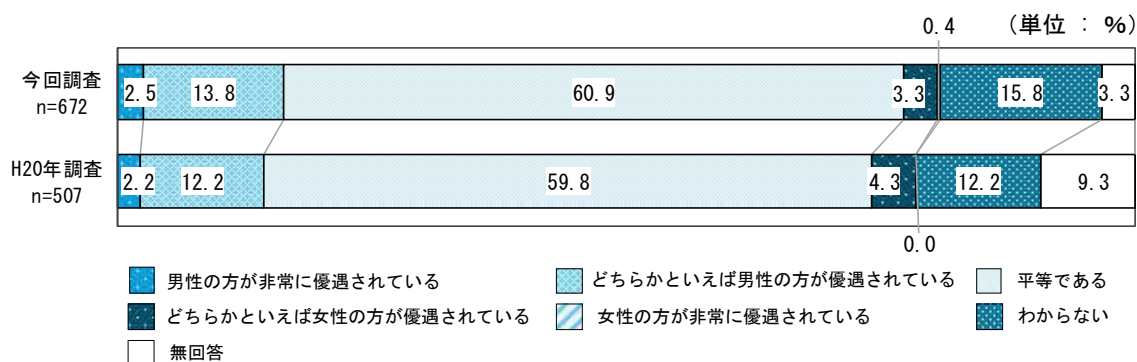 0.4 （単位 : %）
今回調査
n=672
2.5 13.8 60.9 3.3 15.8 3.3
H20年調査
n=507
2.2 12.2 59.8 4.3 12.2 9.3
0.0
男性の方が非常に優遇されている どちらかといえば男性の方が優遇されている 平等である
どちらかといえば女性の方が優遇されている 女性の方が非常に優遇されている わからない
無回答